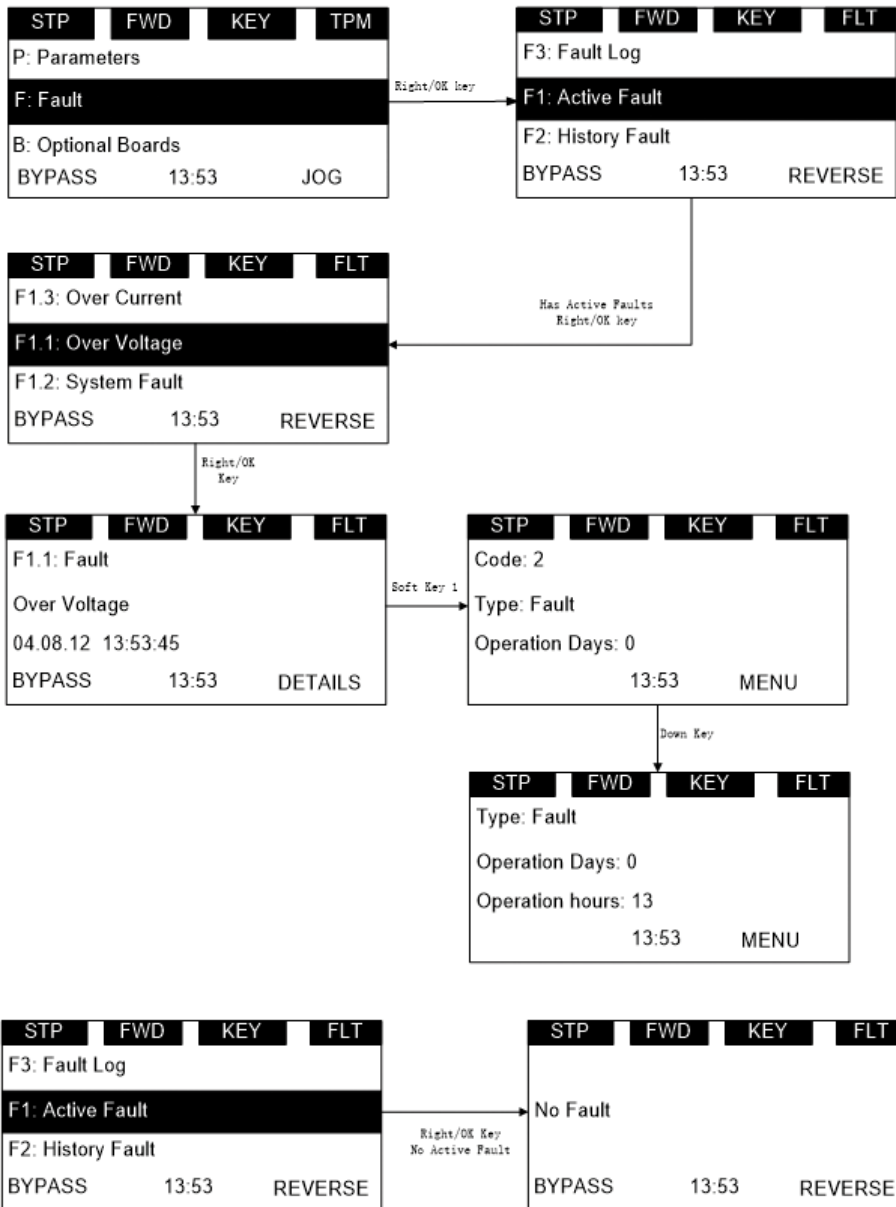 STP FWD KEY TPM
P: Parameters
F: Fault
B: Optional Boards
BYPASS 13:53 JOG
Right/OK key
STP FWD KEY FLT
F3: Fault Log
F1: Active Fault
F2: History Fault
BYPASS 13:53 REVERSE
Has Active Faults
Right/OK key
STP FWD KEY FLT
F1.3: Over Current
F1.1: Over Voltage
F1.2: System Fault
BYPASS 13:53 REVERSE
Right/OK
Key
STP FWD KEY FLT
F1.1: Fault
Over Voltage
04.08.12 13:53:45
BYPASS 13:53 DETAILS
Soft Key 1
STP FWD KEY FLT
Code: 2
Type: Fault
Operation Days: 0
13:53 MENU
Down Key
STP FWD KEY FLT
Type: Fault
Operation Days: 0
Operation hours: 13
13:53 MENU
STP FWD KEY FLT
F3: Fault Log
F1: Active Fault
F2: History Fault
BYPASS 13:53 REVERSE
Right/OK Key
No Active Fault
STP FWD KEY FLT
No Fault
BYPASS 13:53 REVERSE